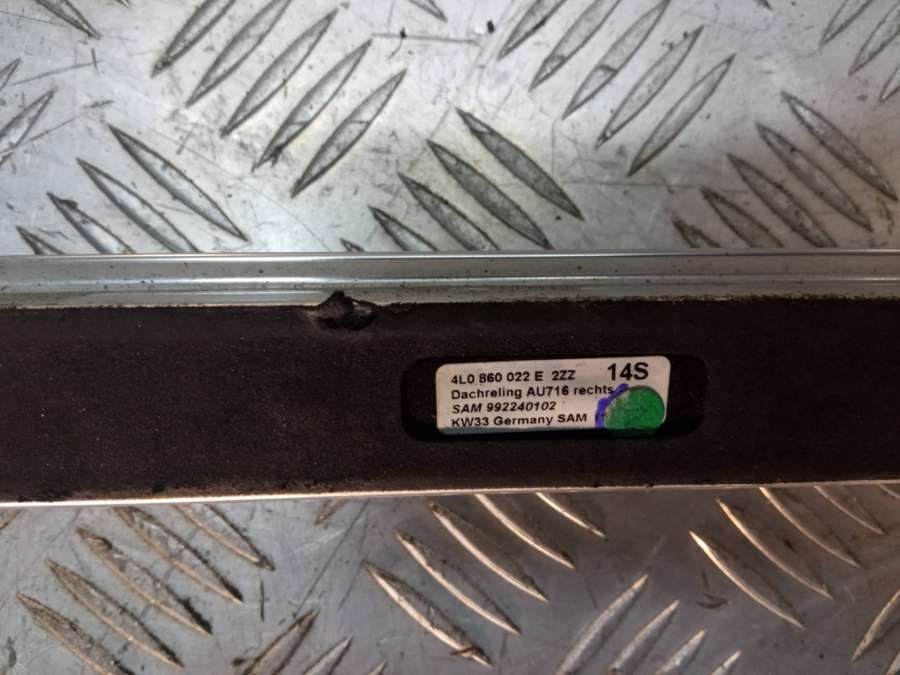 4L0 860 022 E 2ZZ 14S
Dachreling AU716 rechts
SAM 992240102
KW33 Germany SAM